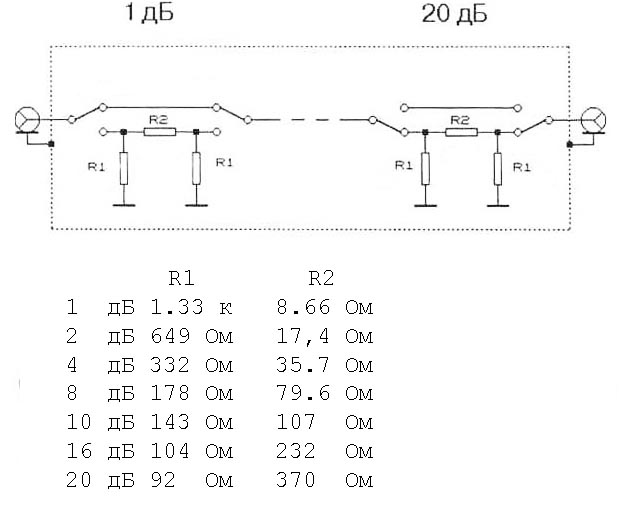 1 дБ 20 дБ
R2 R2
R1 R1 R1 R1
R1 R2
1 дБ 1.33 к 8.66 Ом
2 дБ 649 Ом 17,4 Ом
4 дБ 332 Ом 35.7 Ом
8 дБ 178 Ом 79.6 Ом
10 дБ 143 Ом 107 Ом
16 дБ 104 Ом 232 Ом
20 дБ 92 Ом 370 Ом